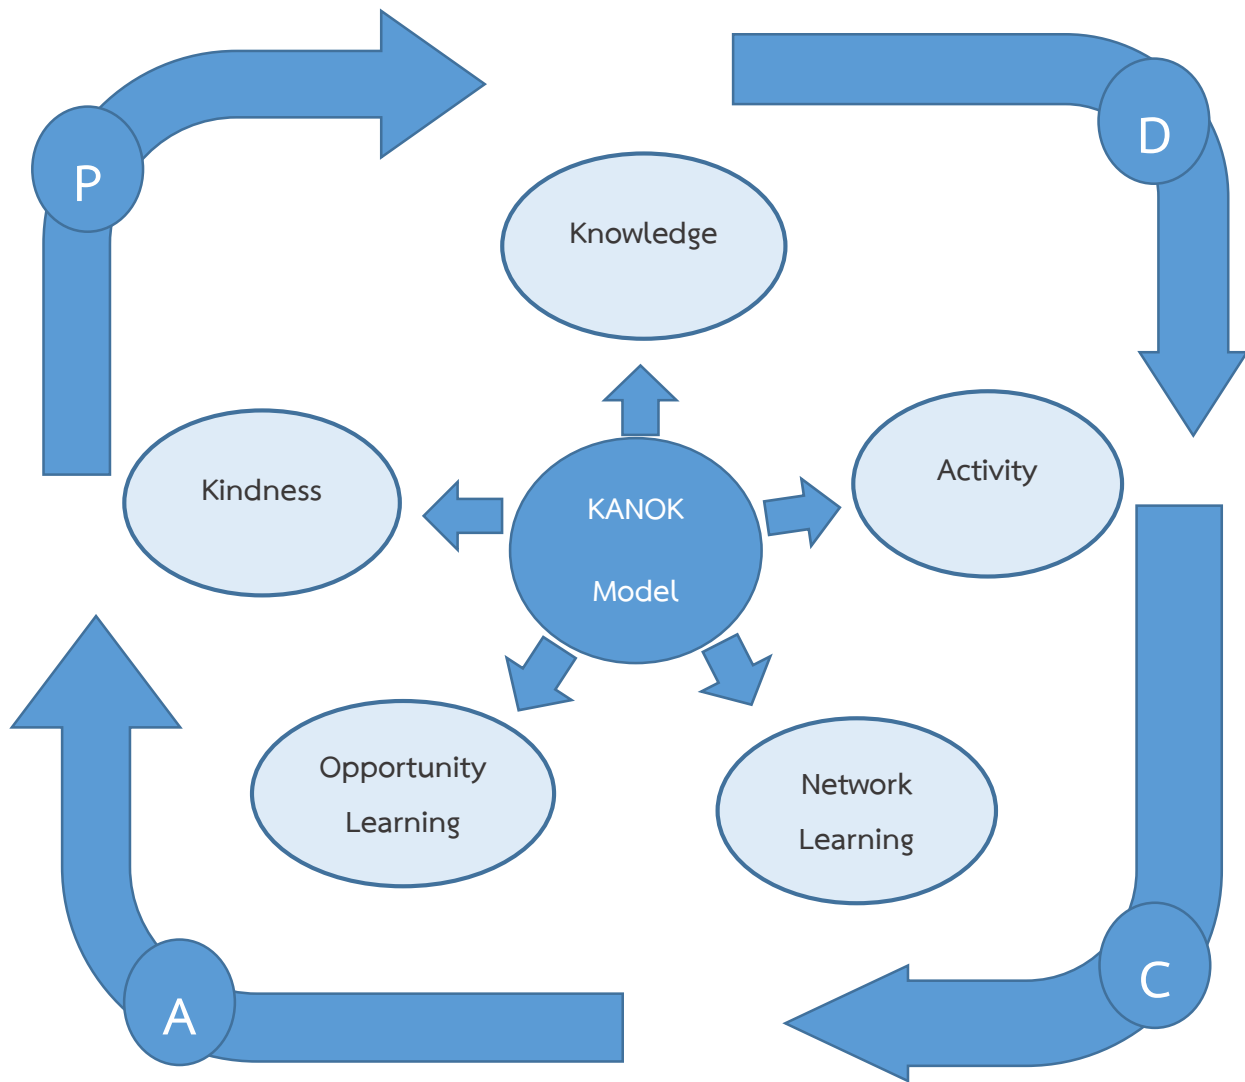 P
D
Knowledge
Kindness
KANOK
Model
Activity
Opportunity
Learning
Network
Learning
A
C